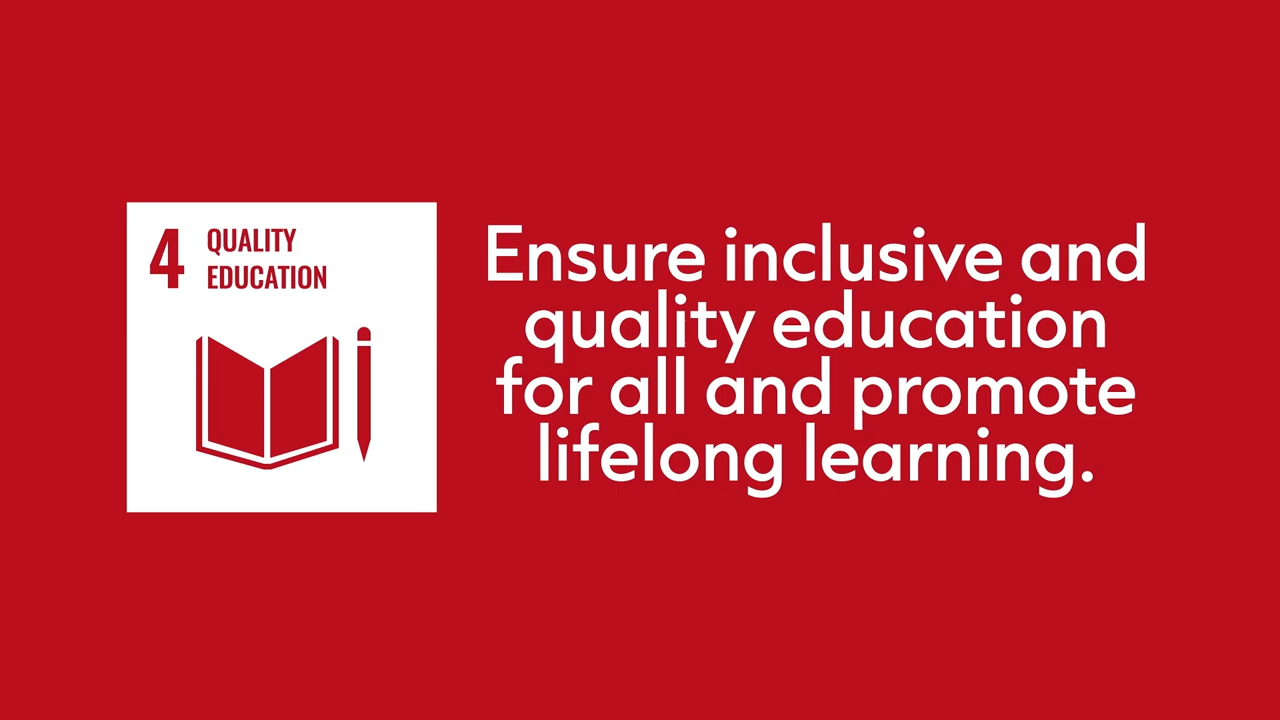 4 QUALITY
EDUCATION
Ensure inclusive and
quality education
for all and promote
lifelong learning.